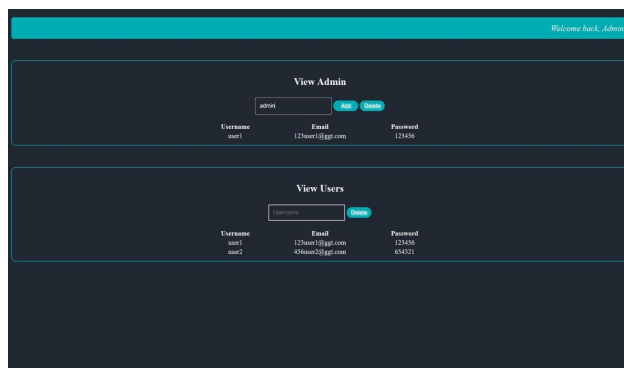 Welcome back, Admin
View Admin
admin Add Delete
Username Email Password
user1 123user1@ggt.com 123456
View Users
Username Delete
Username Email Password
user1 123user1@ggt.com 123456
user2 456user2@ggt.com 654321